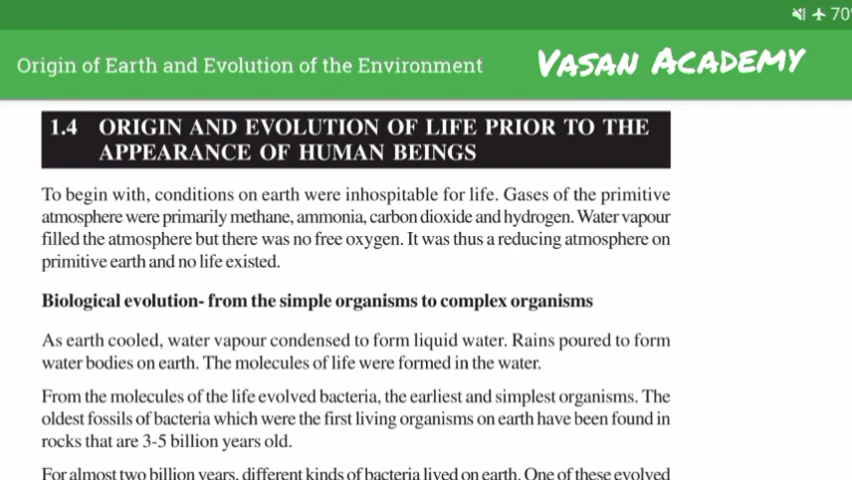 70%
Origin of Earth and Evolution of the Environment
VASAN ACADEMY
1.4 ORIGIN AND EVOLUTION OF LIFE PRIOR TO THE
APPEARANCE OF HUMAN BEINGS
To begin with, conditions on earth were inhospitable for life. Gases of the primitive
atmosphere were primarily methane, ammonia, carbon dioxide and hydrogen. Water vapour
filled the atmosphere but there was no free oxygen. It was thus a reducing atmosphere on
primitive earth and no life existed.
Biological evolution- from the simple organisms to complex organisms
As earth cooled, water vapour condensed to form liquid water. Rains poured to form
water bodies on earth. The molecules of life were formed in the water.
From the molecules of the life evolved bacteria, the earliest and simplest organisms. The
oldest fossils of bacteria which were the first living organisms on earth have been found in
rocks that are 3-5 billion years old.
For almost two billion years, different kinds of bacteria lived on earth. One of these evolved